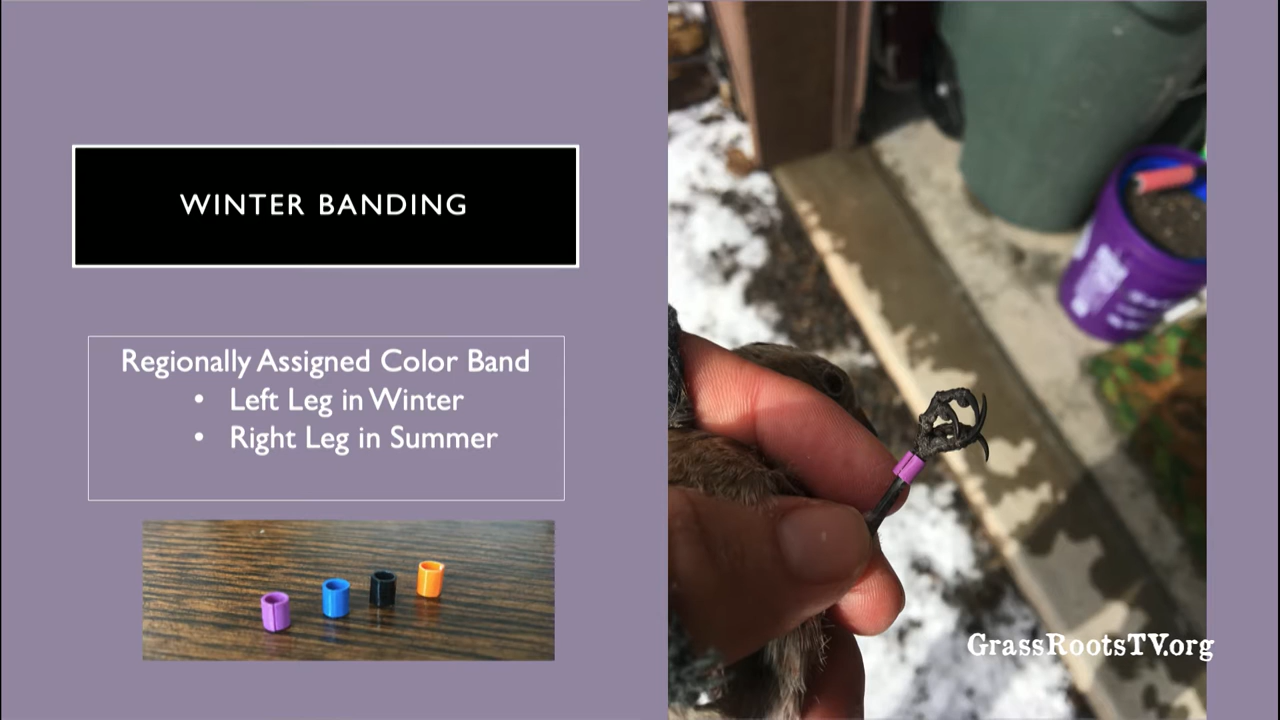 WINTER BANDING
Regionally Assigned Color Band
• Left Leg in Winter
• Right Leg in Summer
GrassRootsTV.org